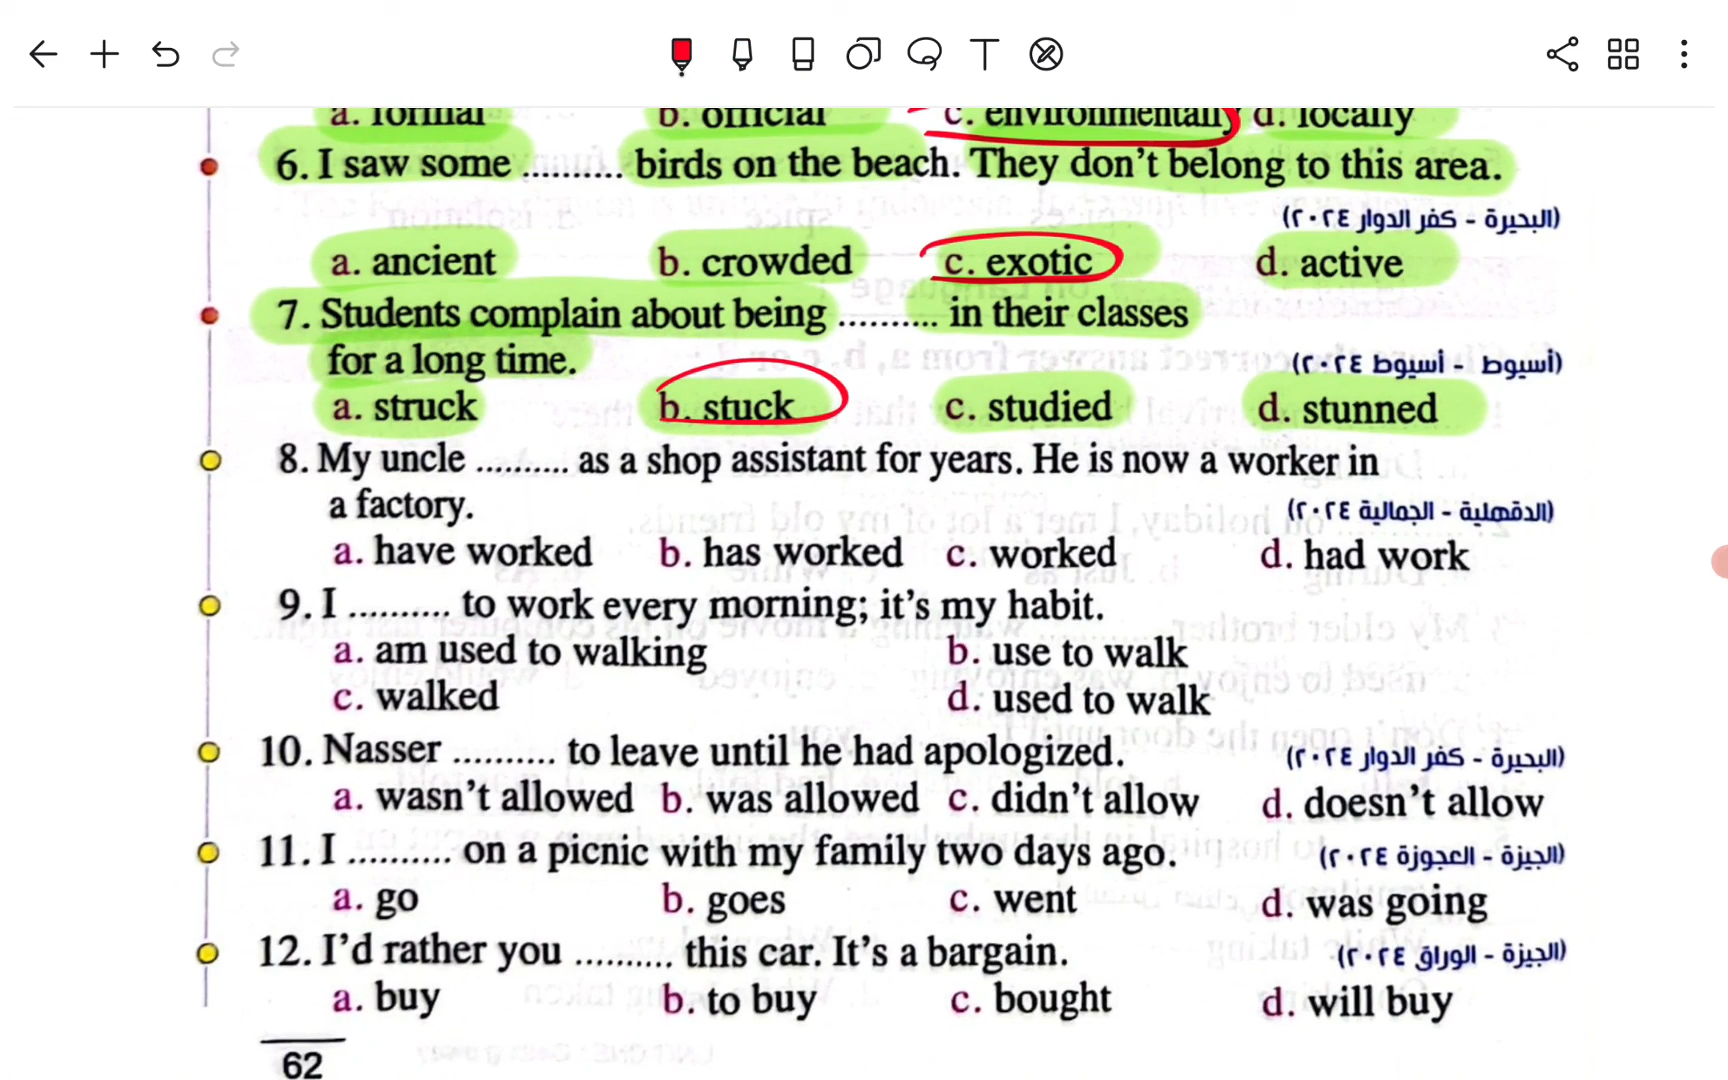 a. formal b. official c. environmentally d. locally
6. I saw some .......... birds on the beach. They don't belong to this area.
(البحيرة - كفر الدوار ٢٠٢٤)
a. ancient b. crowded c. exotic d. active
7. Students complain about being .......... in their classes
for a long time. (أسيوط - أسيوط ٢٠٢٤)
a. struck b. stuck c. studied d. stunned
8. My uncle .......... as a shop assistant for years. He is now a worker in
a factory. (الدقهلية - الجمالية ٢٠٢٤)
a. have worked b. has worked c. worked d. had work
9. I .......... to work every morning; it's my habit.
a. am used to walking b. use to walk
c. walked d. used to walk
10. Nasser .......... to leave until he had apologized. (البحيرة - كفر الدوار ٢٠٢٤)
a. wasn't allowed b. was allowed c. didn't allow d. doesn't allow
11. I .......... on a picnic with my family two days ago. (الجيزة - العجوزة ٢٠٢٤)
a. go b. goes c. went d. was going
12. I'd rather you .......... this car. It's a bargain. (الجيزة - الوراق ٢٠٢٤)
a. buy b. to buy c. bought d. will buy
62